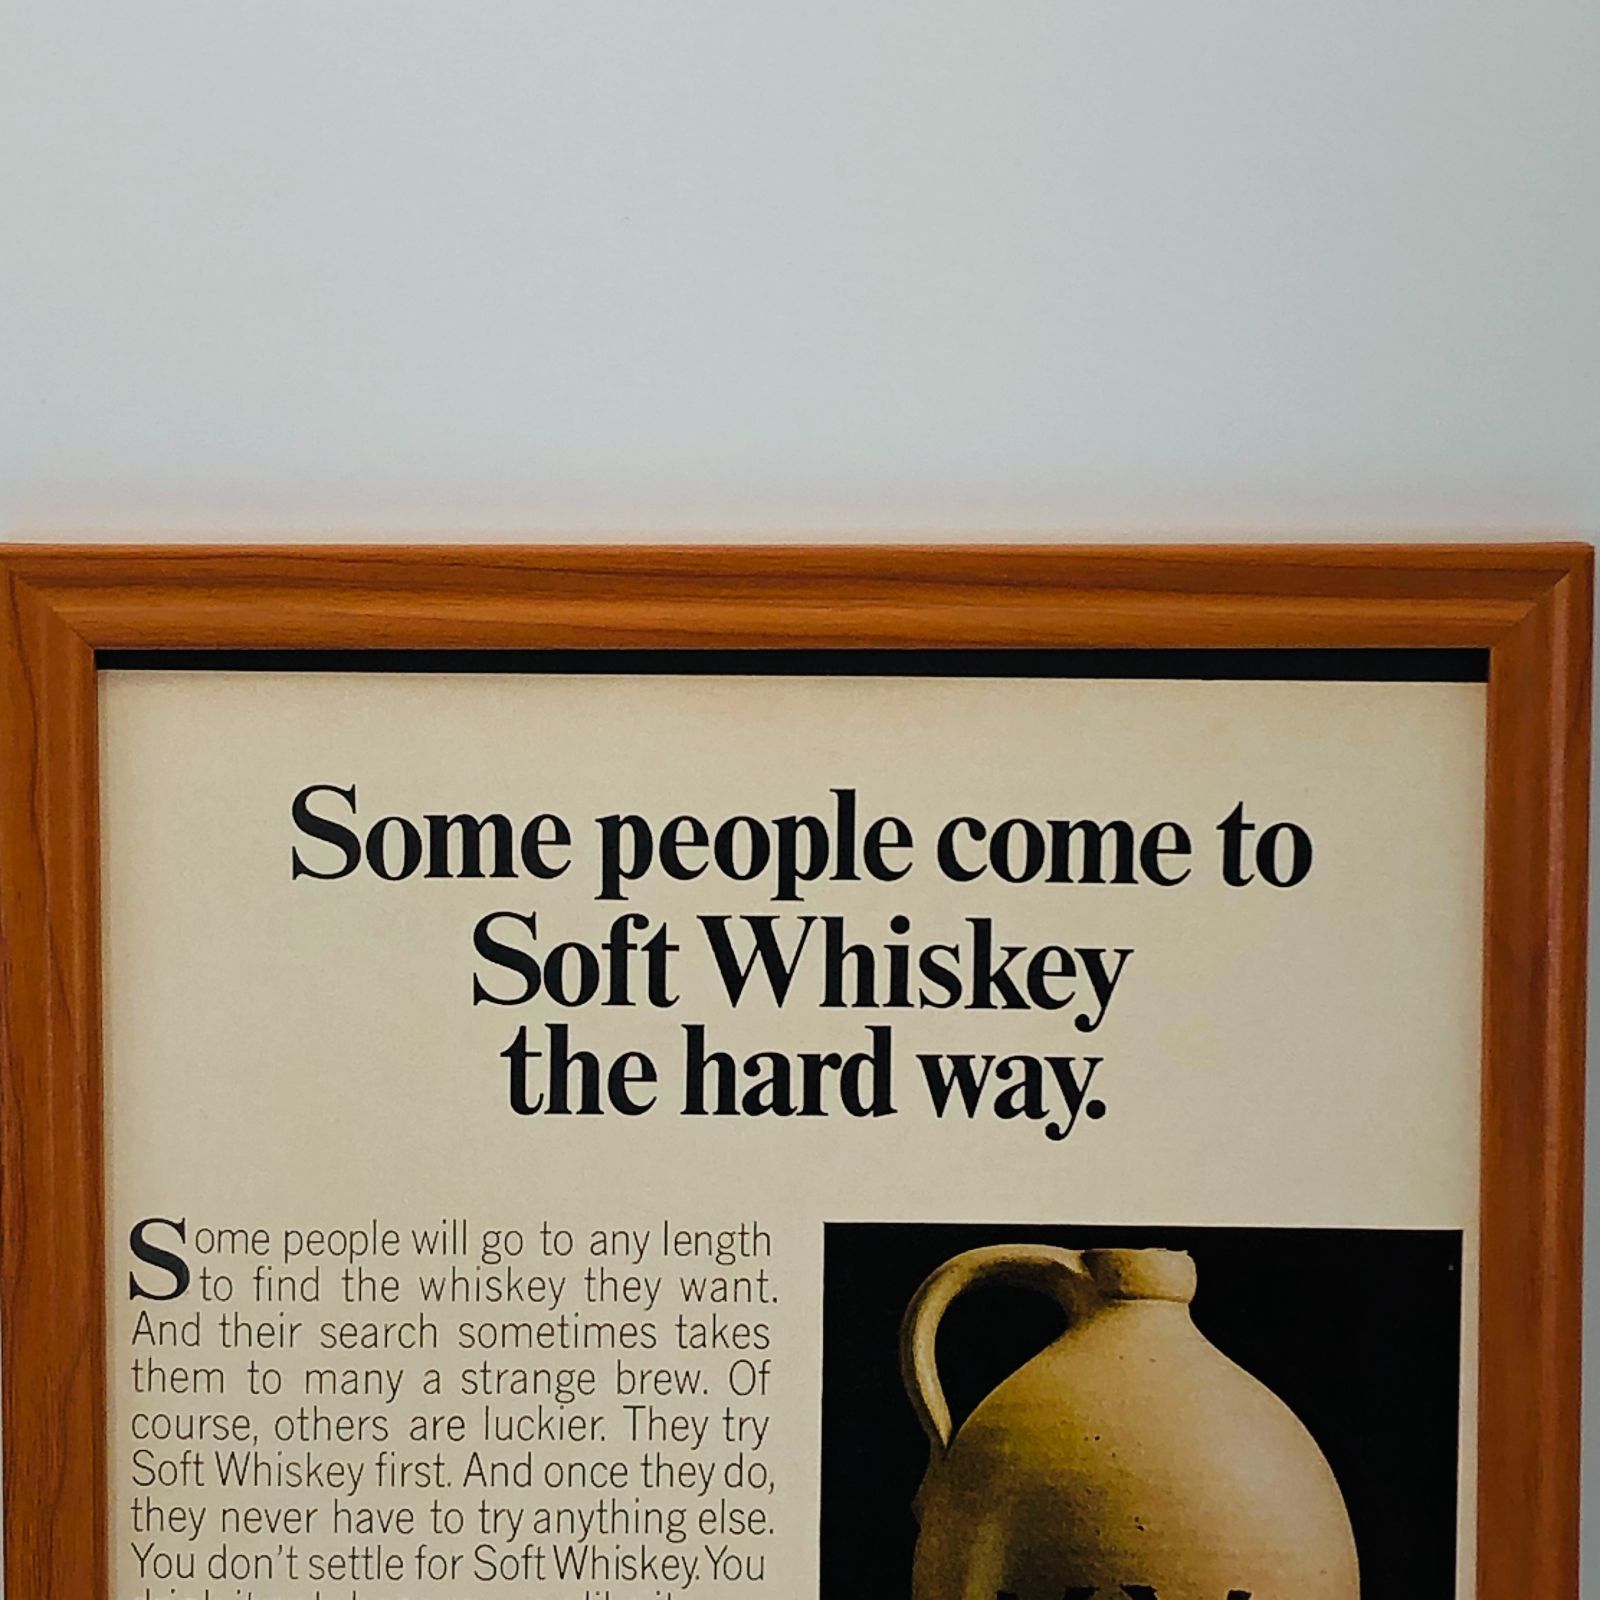 Some people come to
Soft Whiskey
the hard way.
Some people will go to any length
to find the whiskey they want.
And their search sometimes takes
them to many a strange brew. Of
course, others are luckier. They try
Soft Whiskey first. And once they do,
they never have to try anything else.
You don't settle for Soft Whiskey. You